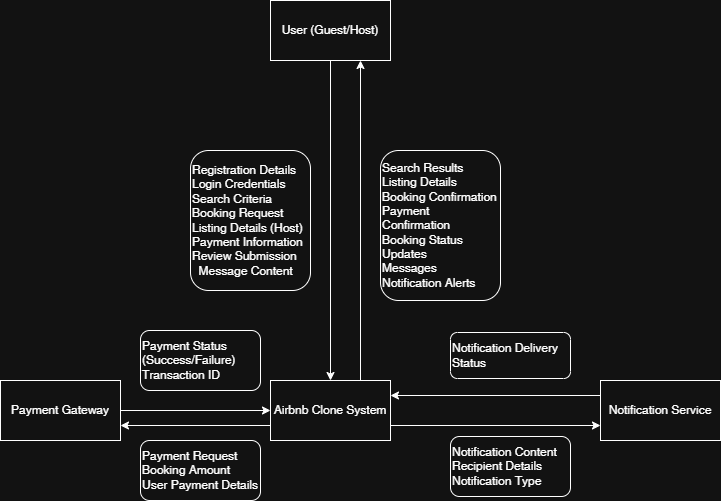 User (Guest/Host)
Registration Details
Login Credentials
Search Criteria
Booking Request
Listing Details (Host)
Payment Information
Review Submission
Message Content
Search Results
Listing Details
Booking Confirmation
Payment
Confirmation
Booking Status
Updates
Messages
Notification Alerts
Payment Status
(Success/Failure)
Transaction ID
Notification Delivery
Status
Payment Gateway
Airbnb Clone System
Notification Service
Payment Request
Booking Amount
User Payment Details
Notification Content
Recipient Details
Notification Type